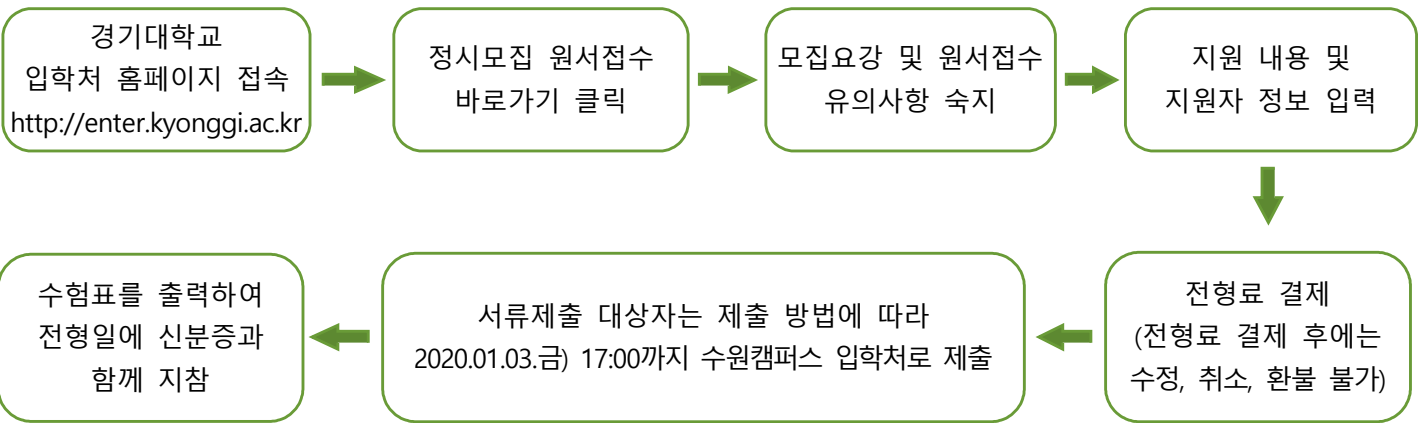 경기대학교
입학처 홈페이지 접속
http://enter.kyonggi.ac.kr
정시모집 원서접수
바로가기 클릭
모집요강 및 원서접수
유의사항 숙지
지원 내용 및
지원자 정보 입력
전형료 결제
(전형료 결제 후에는
수정, 취소, 환불 불가)
서류제출 대상자는 제출 방법에 따라
2020.01.03.금) 17:00까지 수원캠퍼스 입학처로 제출
수험표를 출력하여
전형일에 신분증과
함께 지참